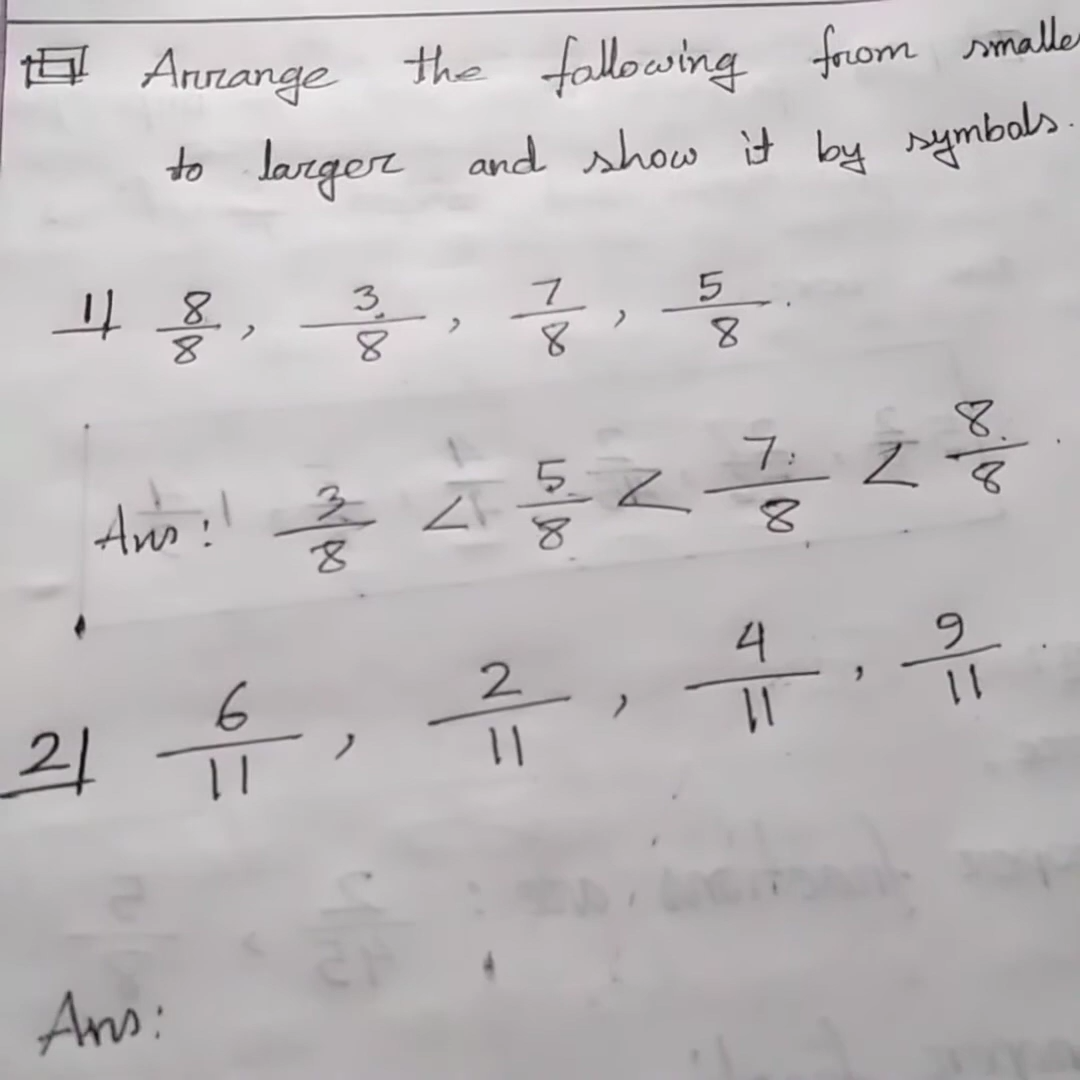 Arrange the fallowing from smalle
to larger and show it by symbols.
1) 8/8, 3/8, 7/8, 5/8.
Ans: 3/8 < 5/8 < 7/8 < 8/8.
2) 6/11, 2/11, 4/11, 9/11.
Ans: